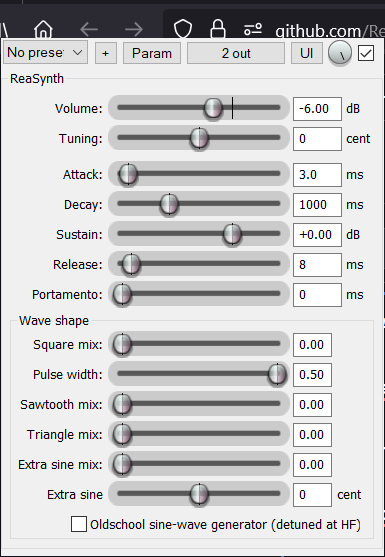 github.com/Re
No preset
+
Param
2 out
UI
ReaSynth
Volume: -6.00 dB
Tuning: 0 cent
Attack: 3.0 ms
Decay: 1000 ms
Sustain: +0.00 dB
Release: 8 ms
Portamento: 0 ms
Wave shape
Square mix: 0.00
Pulse width: 0.50
Sawtooth mix: 0.00
Triangle mix: 0.00
Extra sine mix: 0.00
Extra sine 0 cent
Oldschool sine-wave generator (detuned at HF)